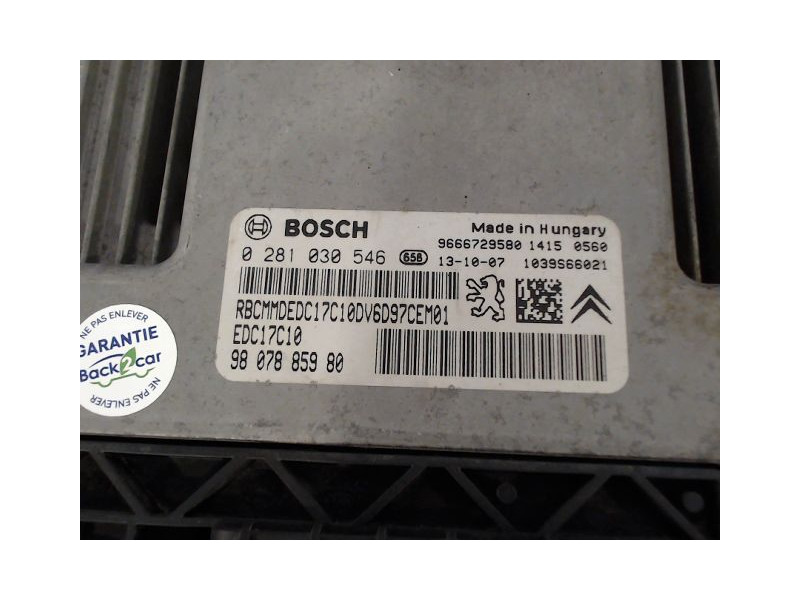 BOSCH
Made in Hungary
9666729580 1415 0560
0 281 030 546 658 13-10-07 1039S66021
RBCMMDEDC17C10DV6D97CEM01
EDC17C10
98 078 859 80
NE PAS ENLEVER
GARANTIE
Back2car
NE PAS ENLEVER